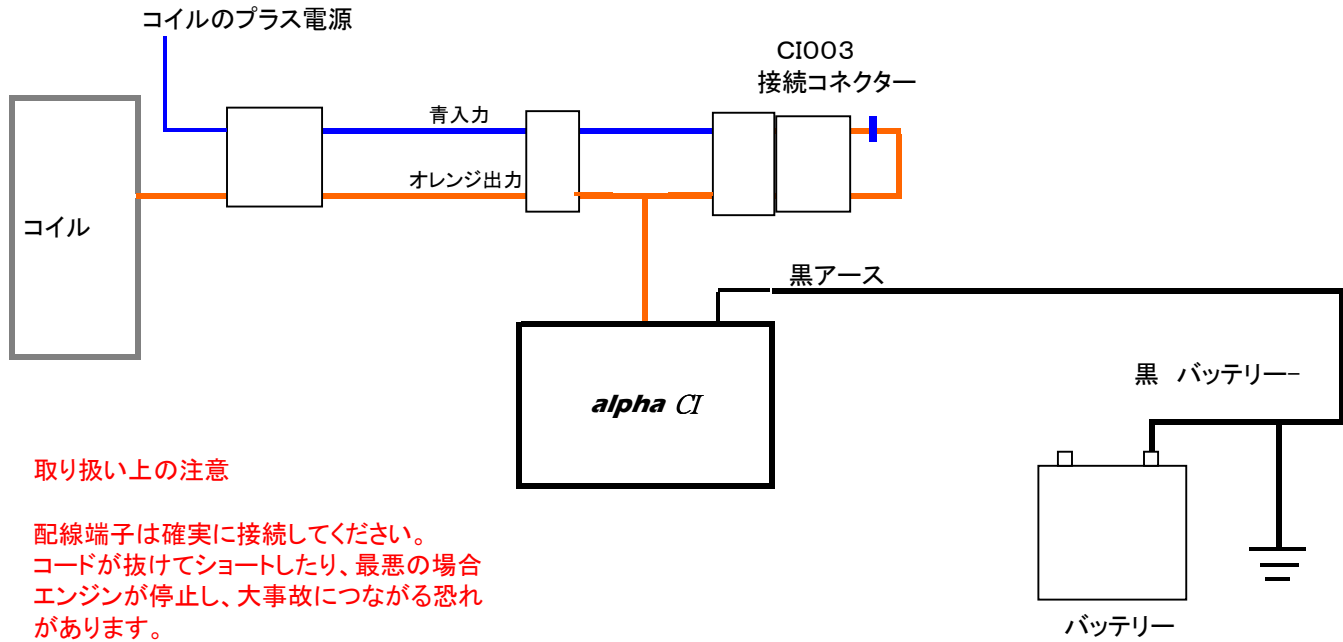 コイルのプラス電源
CI003
接続コネクター
青入力
オレンジ出力
コイル
黒アース
alpha CI
黒 バッテリー−
取り扱い上の注意
配線端子は確実に接続してください。
コードが抜けてショートしたり、最悪の場合
エンジンが停止し、大事故につながる恐れ
があります。
バッテリー